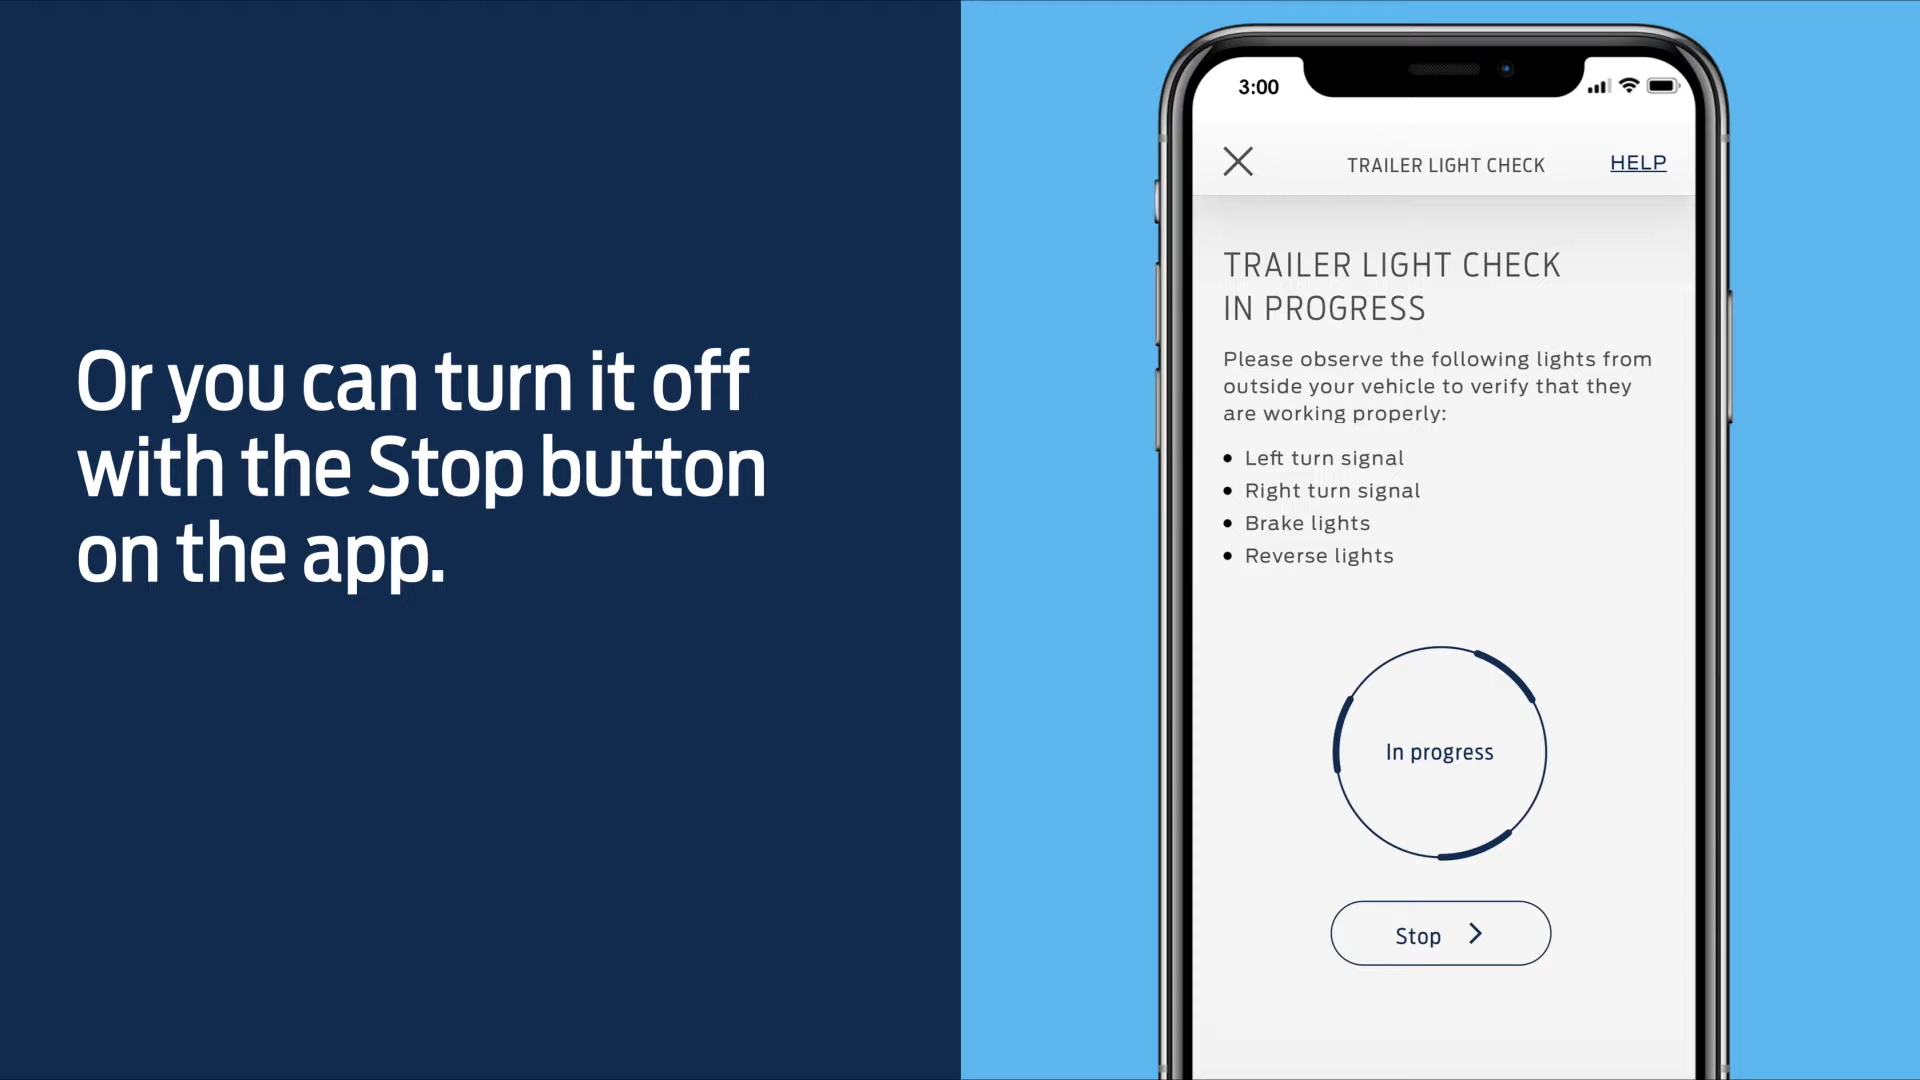 Or you can turn it off
with the Stop button
on the app.
3:00
TRAILER LIGHT CHECK
HELP
TRAILER LIGHT CHECK
IN PROGRESS
Please observe the following lights from
outside your vehicle to verify that they
are working properly:
• Left turn signal
• Right turn signal
• Brake lights
• Reverse lights
In progress
Stop